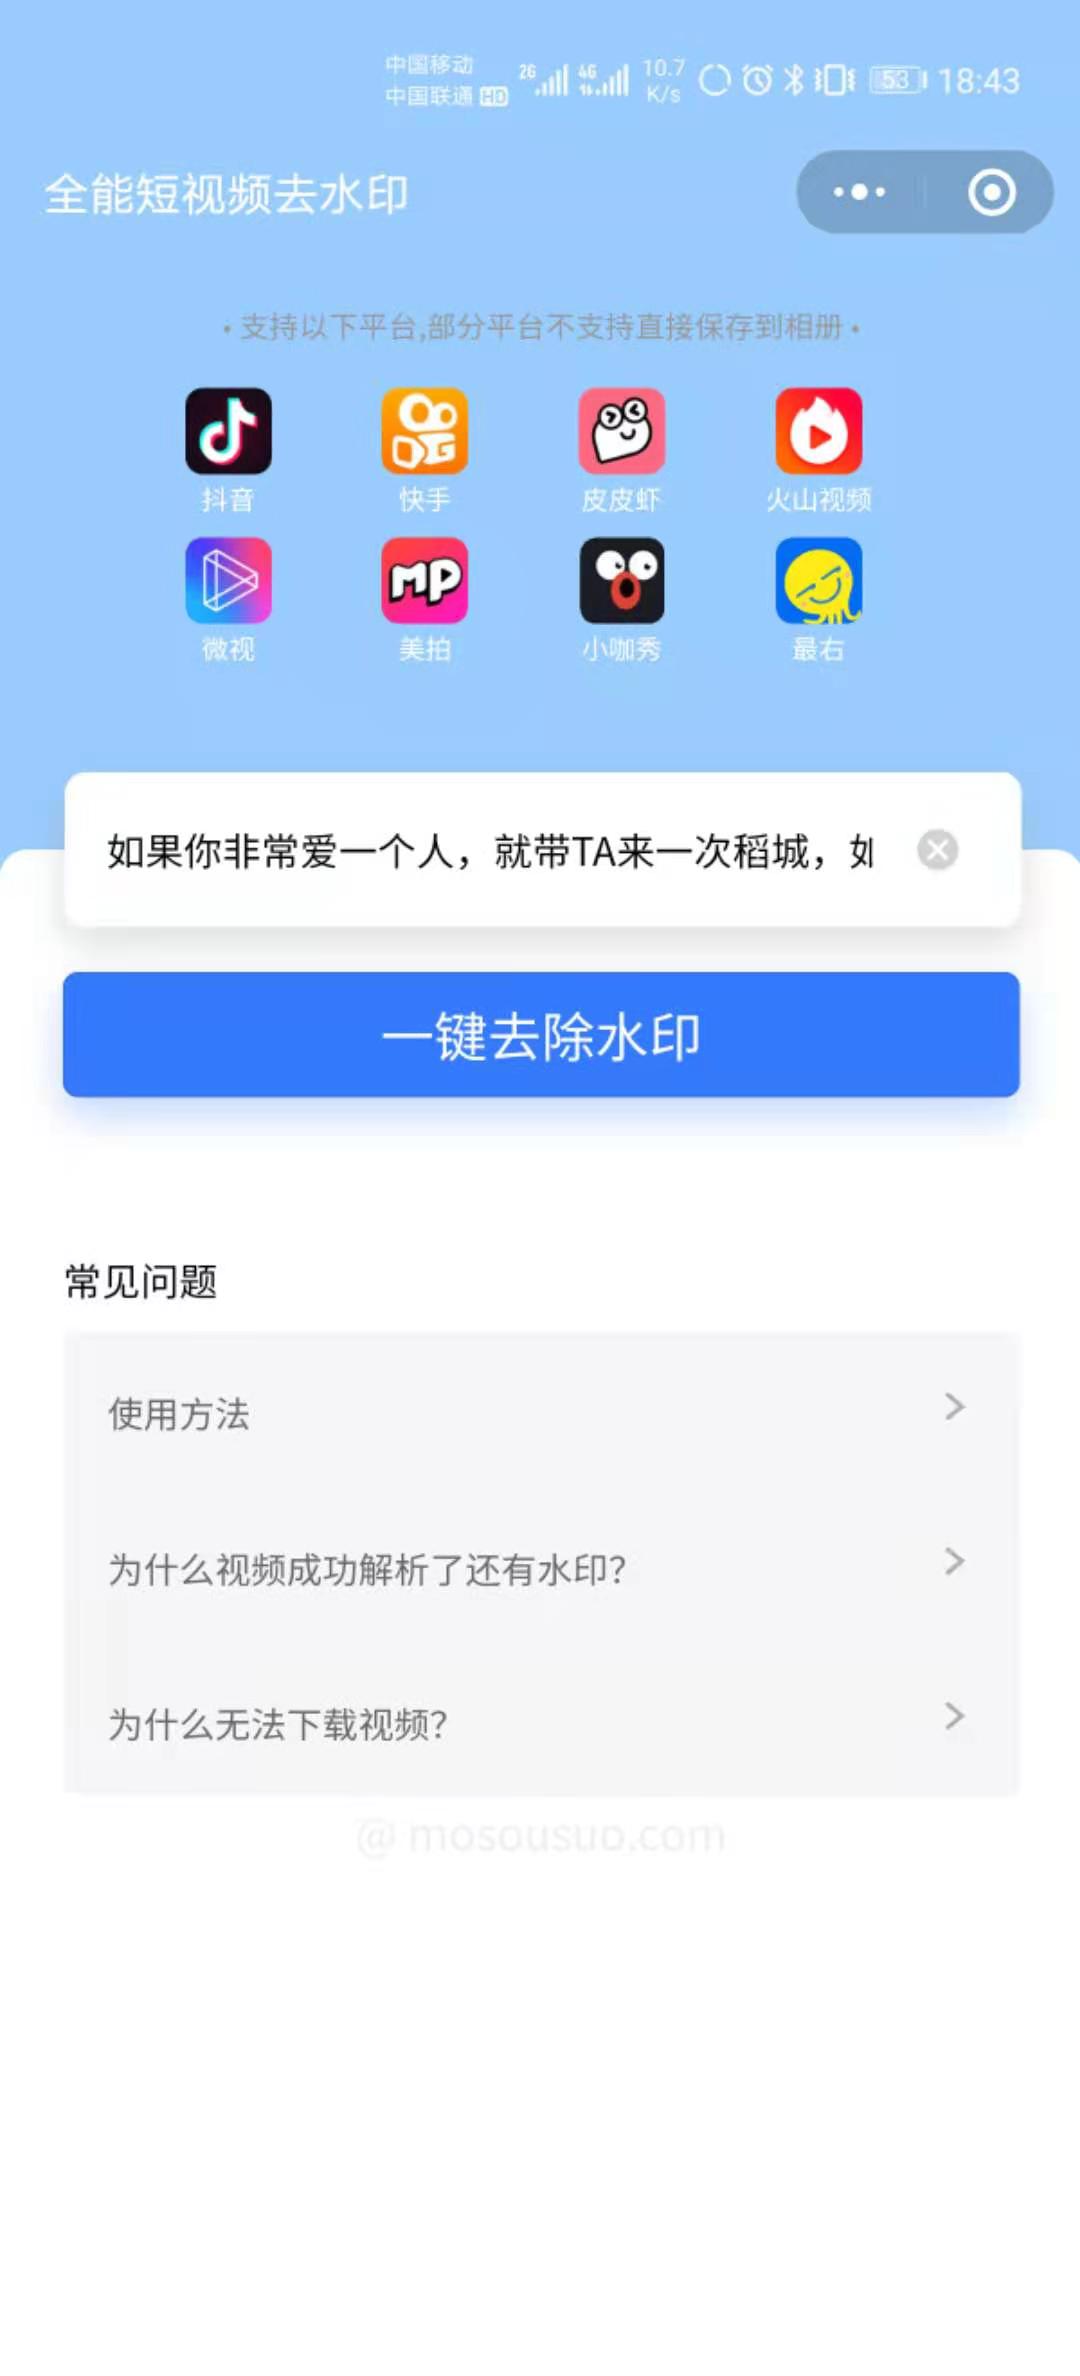 中国移动 2G 4G 10.7 53 18:43
中国联通 HD K/s
全能短视频去水印
• 支持以下平台,部分平台不支持直接保存到相册 •
抖音 快手 皮皮虾 火山视频
MP
微视 美拍 小咖秀 最右
如果你非常爱一个人，就带TA来一次稻城，如
一键去除水印
常见问题
使用方法
为什么视频成功解析了还有水印?
为什么无法下载视频?
@ mosousuo.com